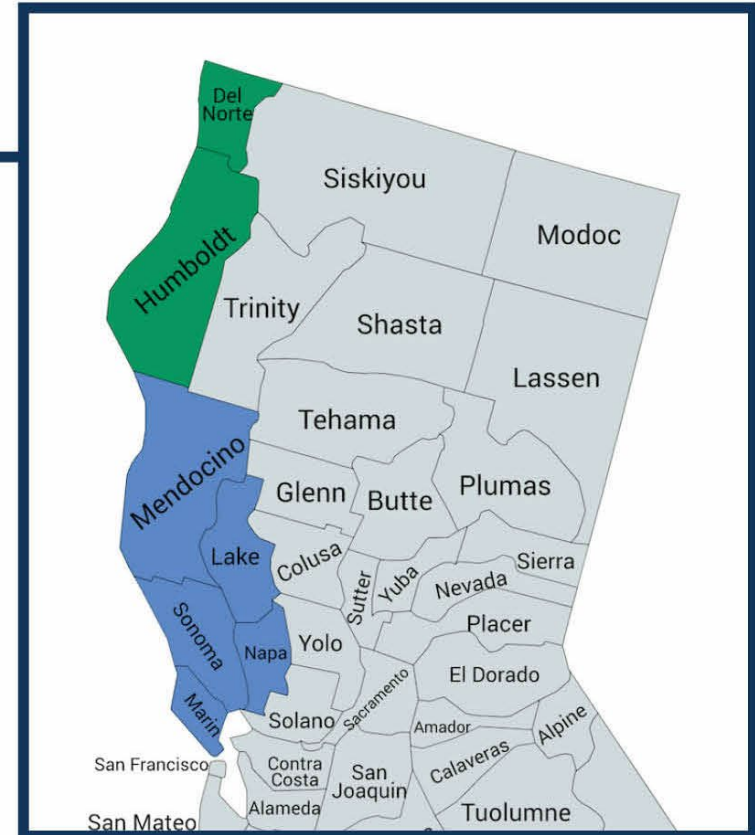 Del
Norte
Siskiyou
Modoc
Humboldt
Trinity
Shasta
Lassen
Tehama
Mendocino
Glenn
Butte
Plumas
Lake
Colusa
Sutter
Yuba
Nevada
Sierra
Sonoma
Napa
Yolo
Placer
El Dorado
Marin
Solano
Sacramento
Amador
Alpine
San Francisco
Contra
Costa
San
Joaquin
Calaveras
San Mateo
Alameda
Tuolumne